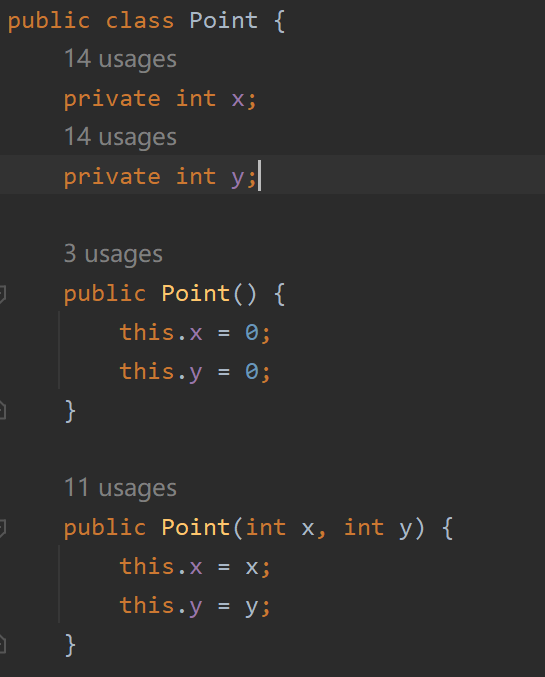 public class Point {
14 usages
private int x;
14 usages
private int y;
3 usages
public Point() {
this.x = 0;
this.y = 0;
}
11 usages
public Point(int x, int y) {
this.x = x;
this.y = y;
}